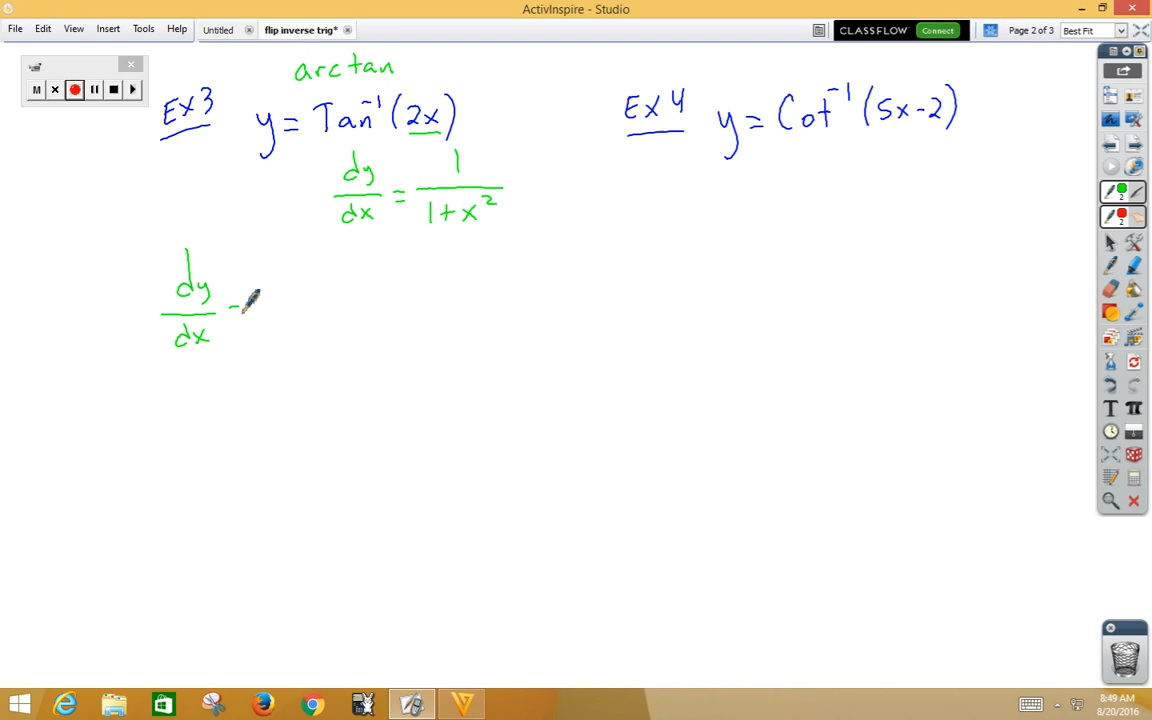 ActivInspire - Studio
File Edit View Insert Tools Help Untitled flip inverse trig* CLASSFLOW Connect Page 2 of 3 Best Fit
M
arctan
Ex 3 y = Tan⁻¹(2x)
Ex 4 y = Cot⁻¹(5x-2)
dy/dx = 1/(1+x²)
dy/dx -
2
2
T π
8:49 AM
8/20/2016